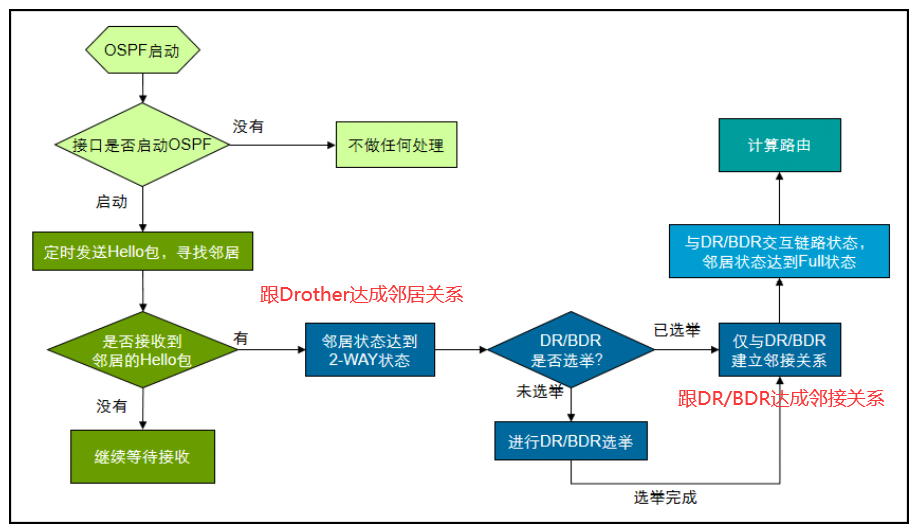 OSPF启动
接口是否启动OSPF
没有
不做任何处理
启动
定时发送Hello包，寻找邻居
是否接收到
邻居的Hello包
有
没有
继续等待接收
跟Drother达成邻居关系
邻居状态达到
2-WAY状态
DR/BDR
是否选举?
未选举
进行DR/BDR选举
选举完成
已选举
仅与DR/BDR
建立邻接关系
跟DR/BDR达成邻接关系
与DR/BDR交互链路状态，
邻居状态达到Full状态
计算路由